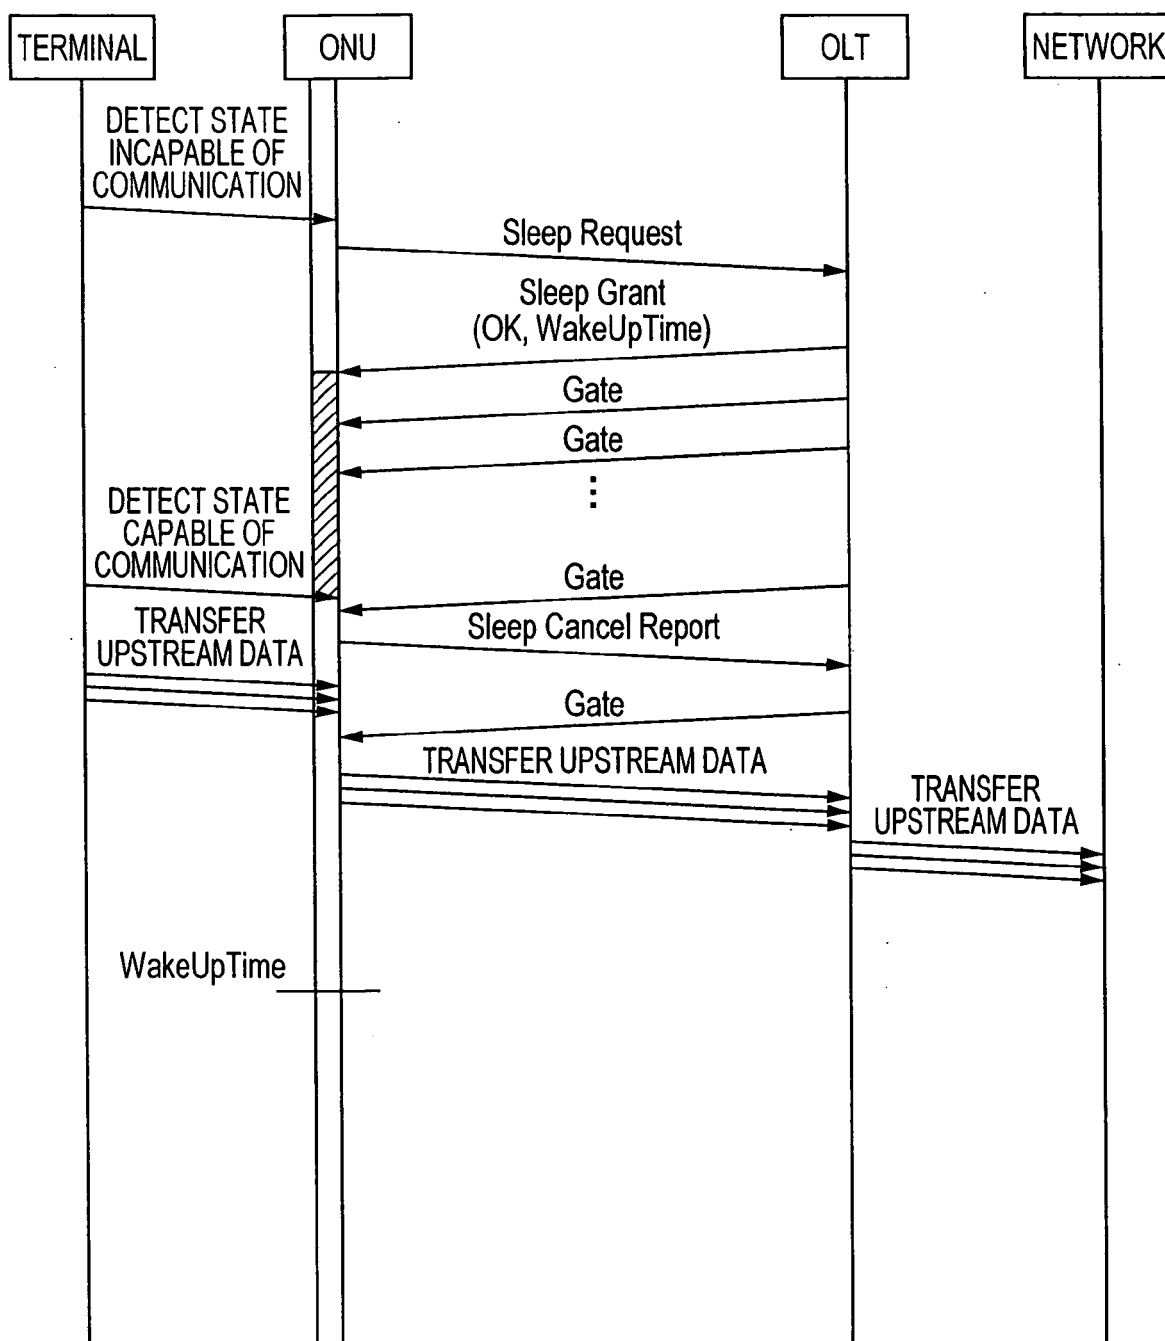 TERMINAL
ONU
OLT
NETWORK
DETECT STATE
INCAPABLE OF
COMMUNICATION
Sleep Request
Sleep Grant
(OK, WakeUpTime)
Gate
Gate
DETECT STATE
CAPABLE OF
COMMUNICATION
Gate
TRANSFER
UPSTREAM DATA
Sleep Cancel Report
Gate
TRANSFER UPSTREAM DATA
TRANSFER
UPSTREAM DATA
WakeUpTime